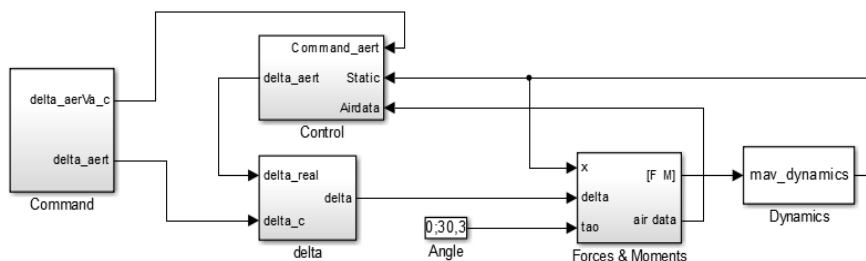 delta_aerVa_c
delta_aert
Command
Command_aert
delta_aert
Static
Airdata
Control
delta_real
delta
delta_c
delta
0;30,3
Angle
x
[F M]
delta
air data
tao
Forces & Moments
mav_dynamics
Dynamics